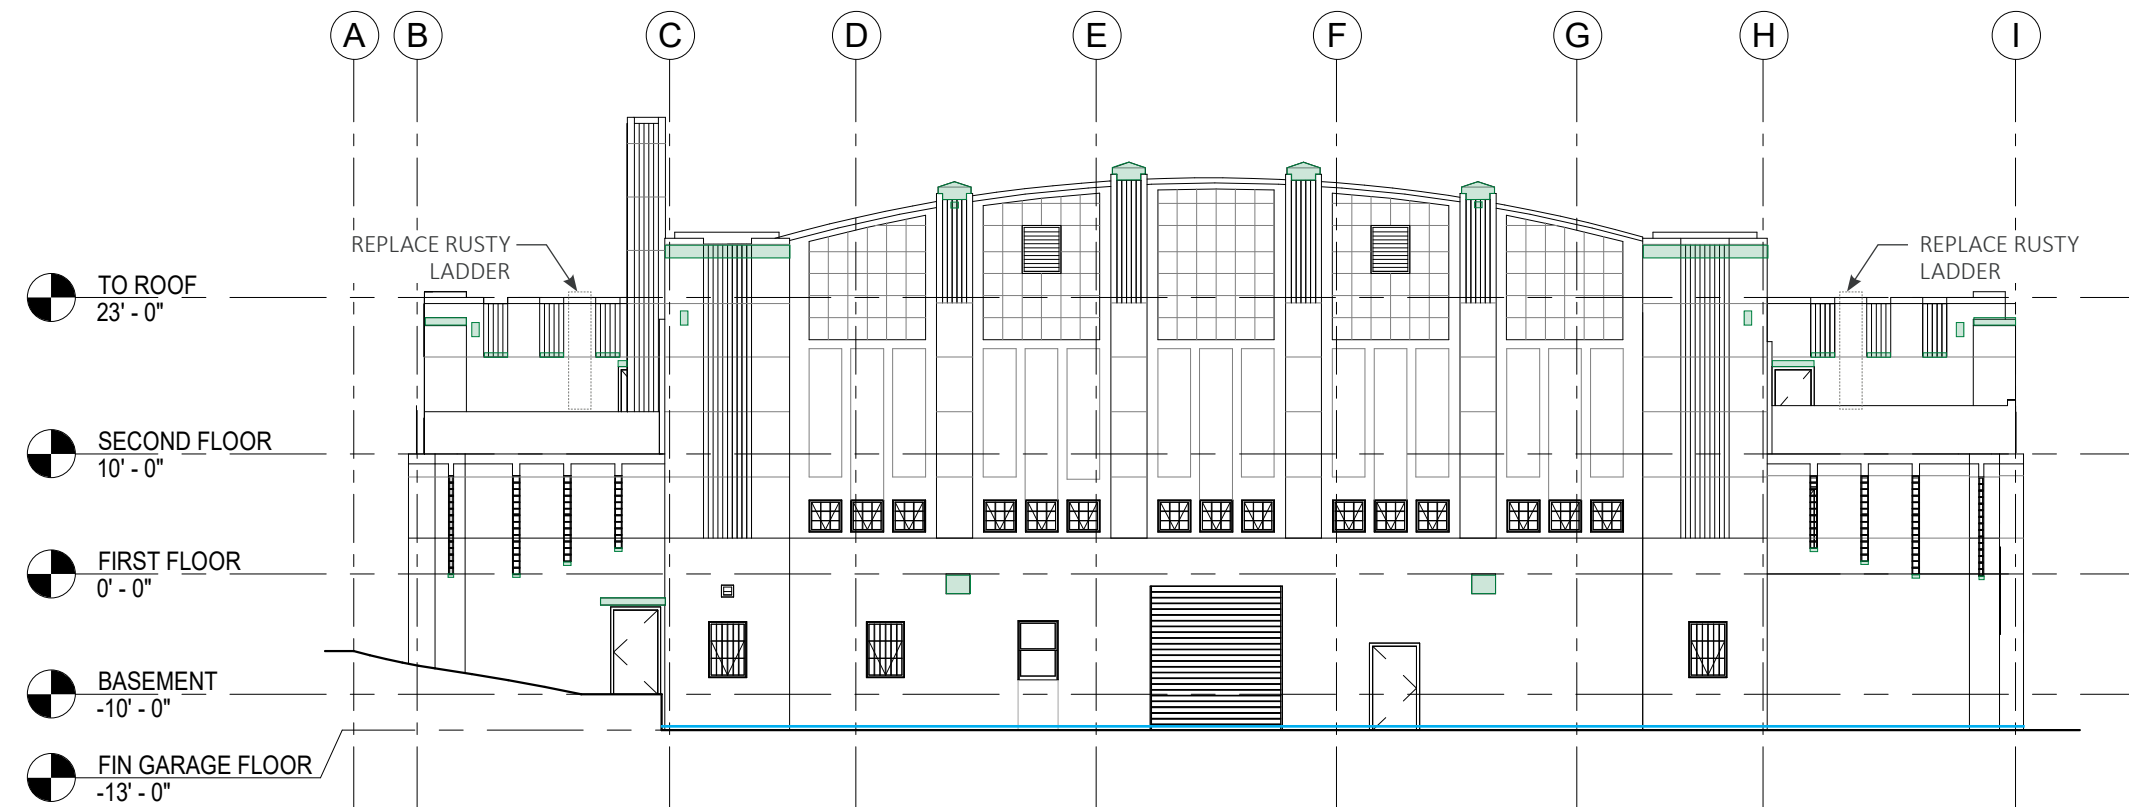 A B C D E F G H I
REPLACE RUSTY
LADDER
REPLACE RUSTY
LADDER
TO ROOF
23' - 0"
SECOND FLOOR
10' - 0"
FIRST FLOOR
0' - 0"
BASEMENT
-10' - 0"
FIN GARAGE FLOOR
-13' - 0"